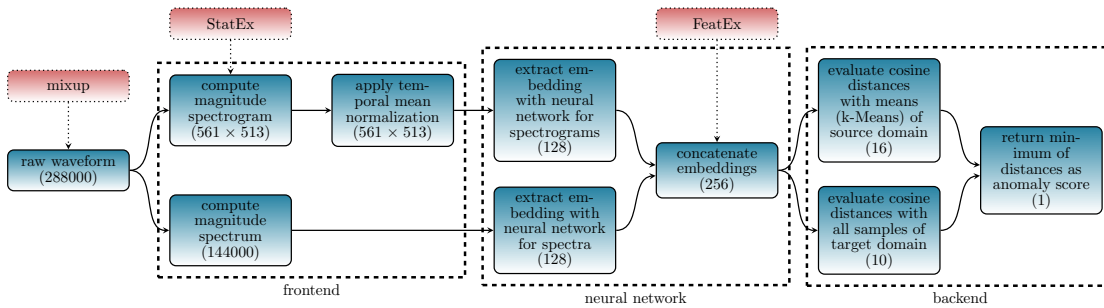 StatEx
FeatEx
mixup
raw waveform
(288000)
compute
magnitude
spectrogram
(561 × 513)
apply tem-
poral mean
normalization
(561 × 513)
compute
magnitude
spectrum
(144000)
frontend
extract em-
bedding
with neural
network for
spectrograms
(128)
extract em-
bedding with
neural network
for spectra
(128)
concatenate
embeddings
(256)
neural network
evaluate cosine
distances
with means
(k-Means) of
source domain
(16)
evaluate cosine
distances with
all samples of
target domain
(10)
return min-
imum of
distances as
anomaly score
(1)
backend